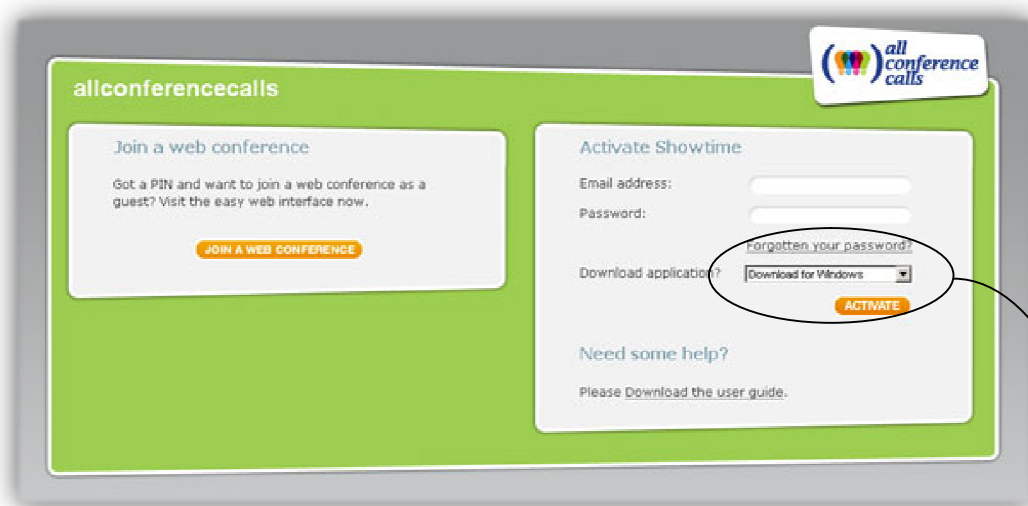 all
conference
calls
allconferencecalls
Join a web conference
Got a PIN and want to join a web conference as a
guest? Visit the easy web interface now.
JOIN A WEB CONFERENCE
Activate Showtime
Email address:
Password:
Forgotten your password?
Download application?
Download for Windows
ACTIVATE
Need some help?
Please Download the user guide.